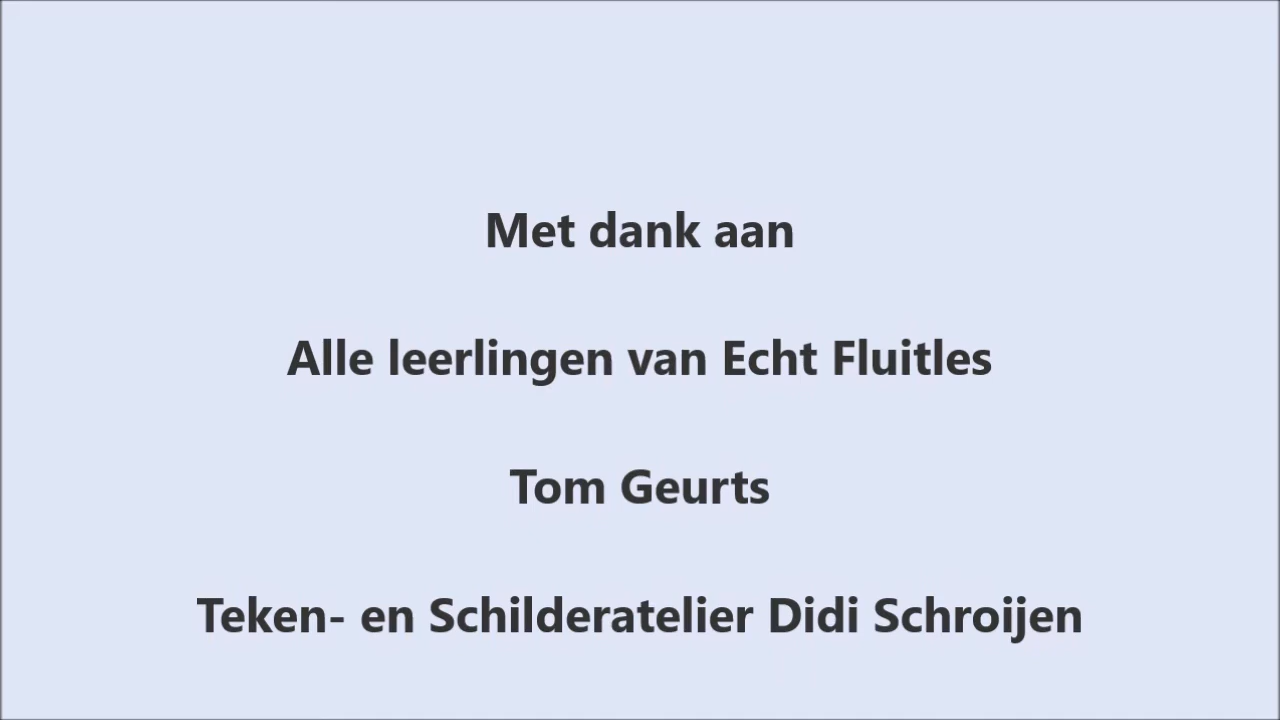 Met dank aan
Alle leerlingen van Echt Fluitles
Tom Geurts
Teken- en Schilderatelier Didi Schroijen